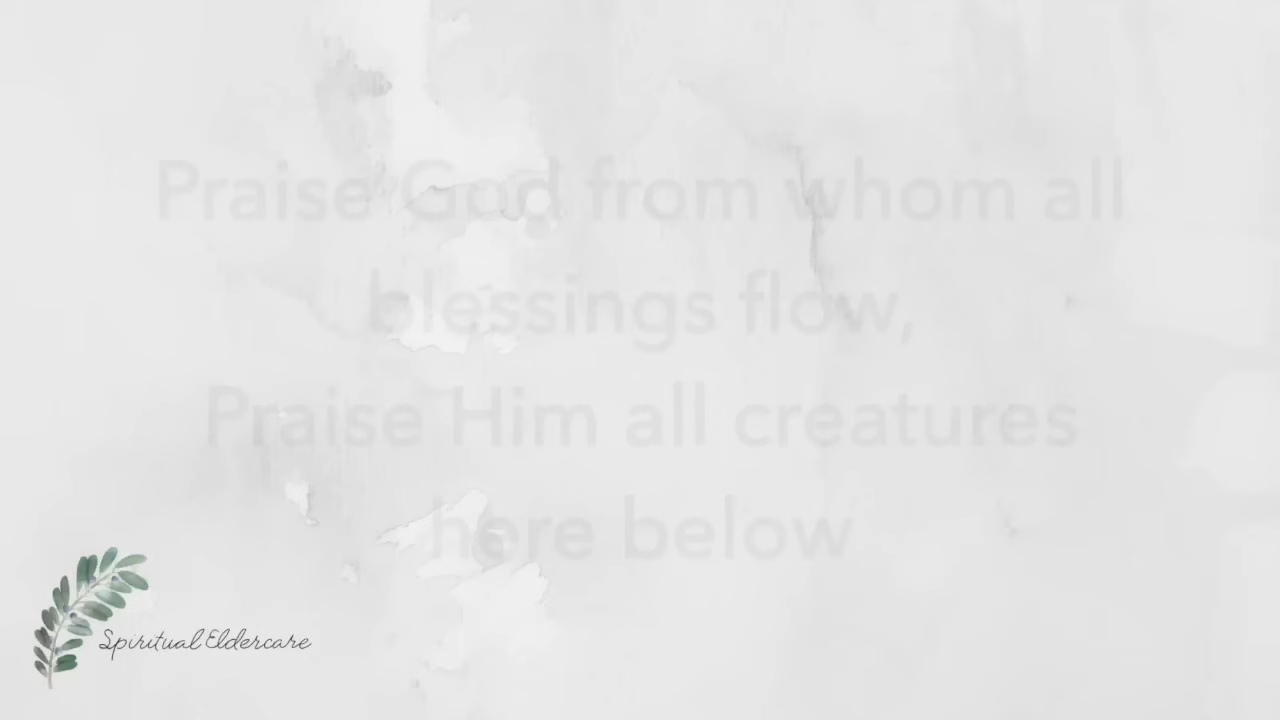 Praise God from whom all
blessings flow,
Praise Him all creatures
here below
Spiritual Eldercare